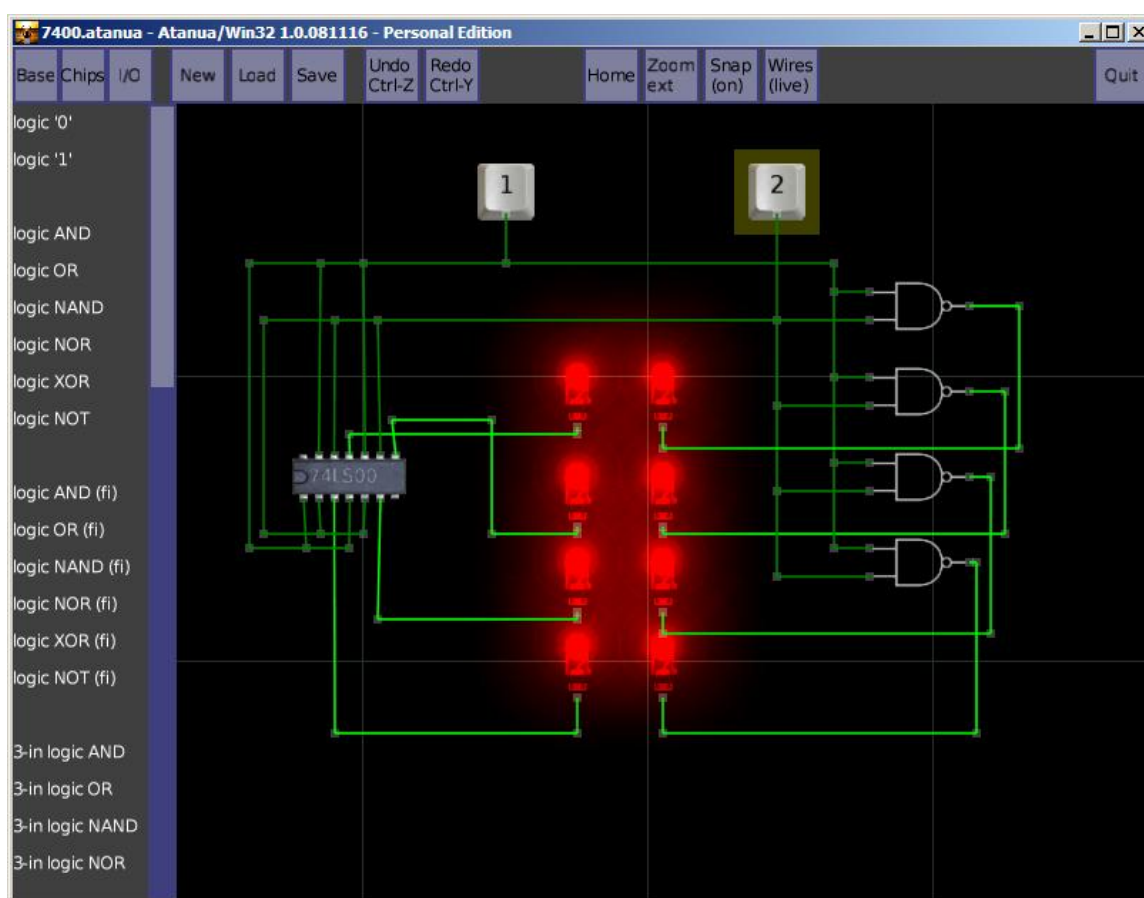 7400.atanua - Atanua/Win32 1.0.081116 - Personal Edition
Base Chips I/O New Load Save Undo Ctrl-Z Redo Ctrl-Y Home Zoom ext Snap (on) Wires (live) Quit
logic '0'
logic '1'
logic AND
logic OR
logic NAND
logic NOR
logic XOR
logic NOT
logic AND (fi)
logic OR (fi)
logic NAND (fi)
logic NOR (fi)
logic XOR (fi)
logic NOT (fi)
3-in logic AND
3-in logic OR
3-in logic NAND
3-in logic NOR
1
2
74LS00